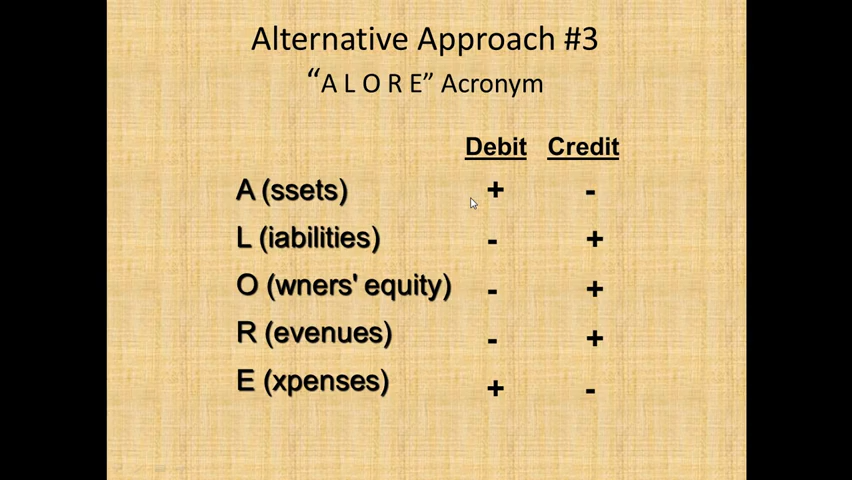 Alternative Approach #3
“A L O R E” Acronym
Debit Credit
A (ssets) + -
L (iabilities) - +
O (wners' equity) - +
R (evenues) - +
E (xpenses) + -